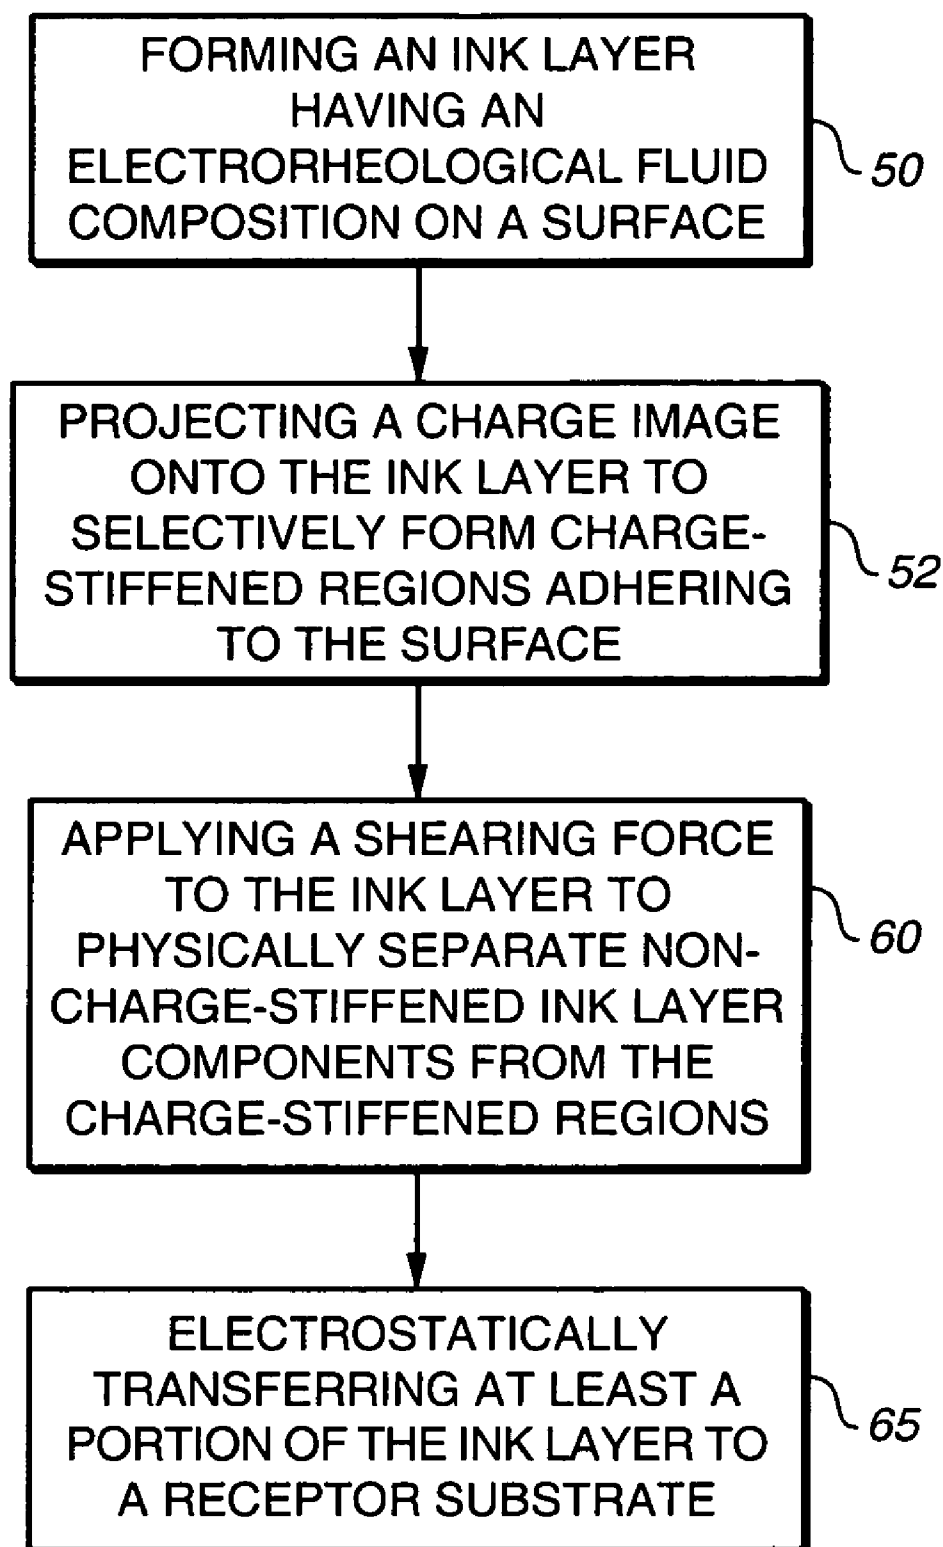 FORMING AN INK LAYER
HAVING AN
ELECTRORHEOLOGICAL FLUID
COMPOSITION ON A SURFACE
50
PROJECTING A CHARGE IMAGE
ONTO THE INK LAYER TO
SELECTIVELY FORM CHARGE-
STIFFENED REGIONS ADHERING
TO THE SURFACE
52
APPLYING A SHEARING FORCE
TO THE INK LAYER TO
PHYSICALLY SEPARATE NON-
CHARGE-STIFFENED INK LAYER
COMPONENTS FROM THE
CHARGE-STIFFENED REGIONS
60
ELECTROSTATICALLY
TRANSFERRING AT LEAST A
PORTION OF THE INK LAYER TO
A RECEPTOR SUBSTRATE
65